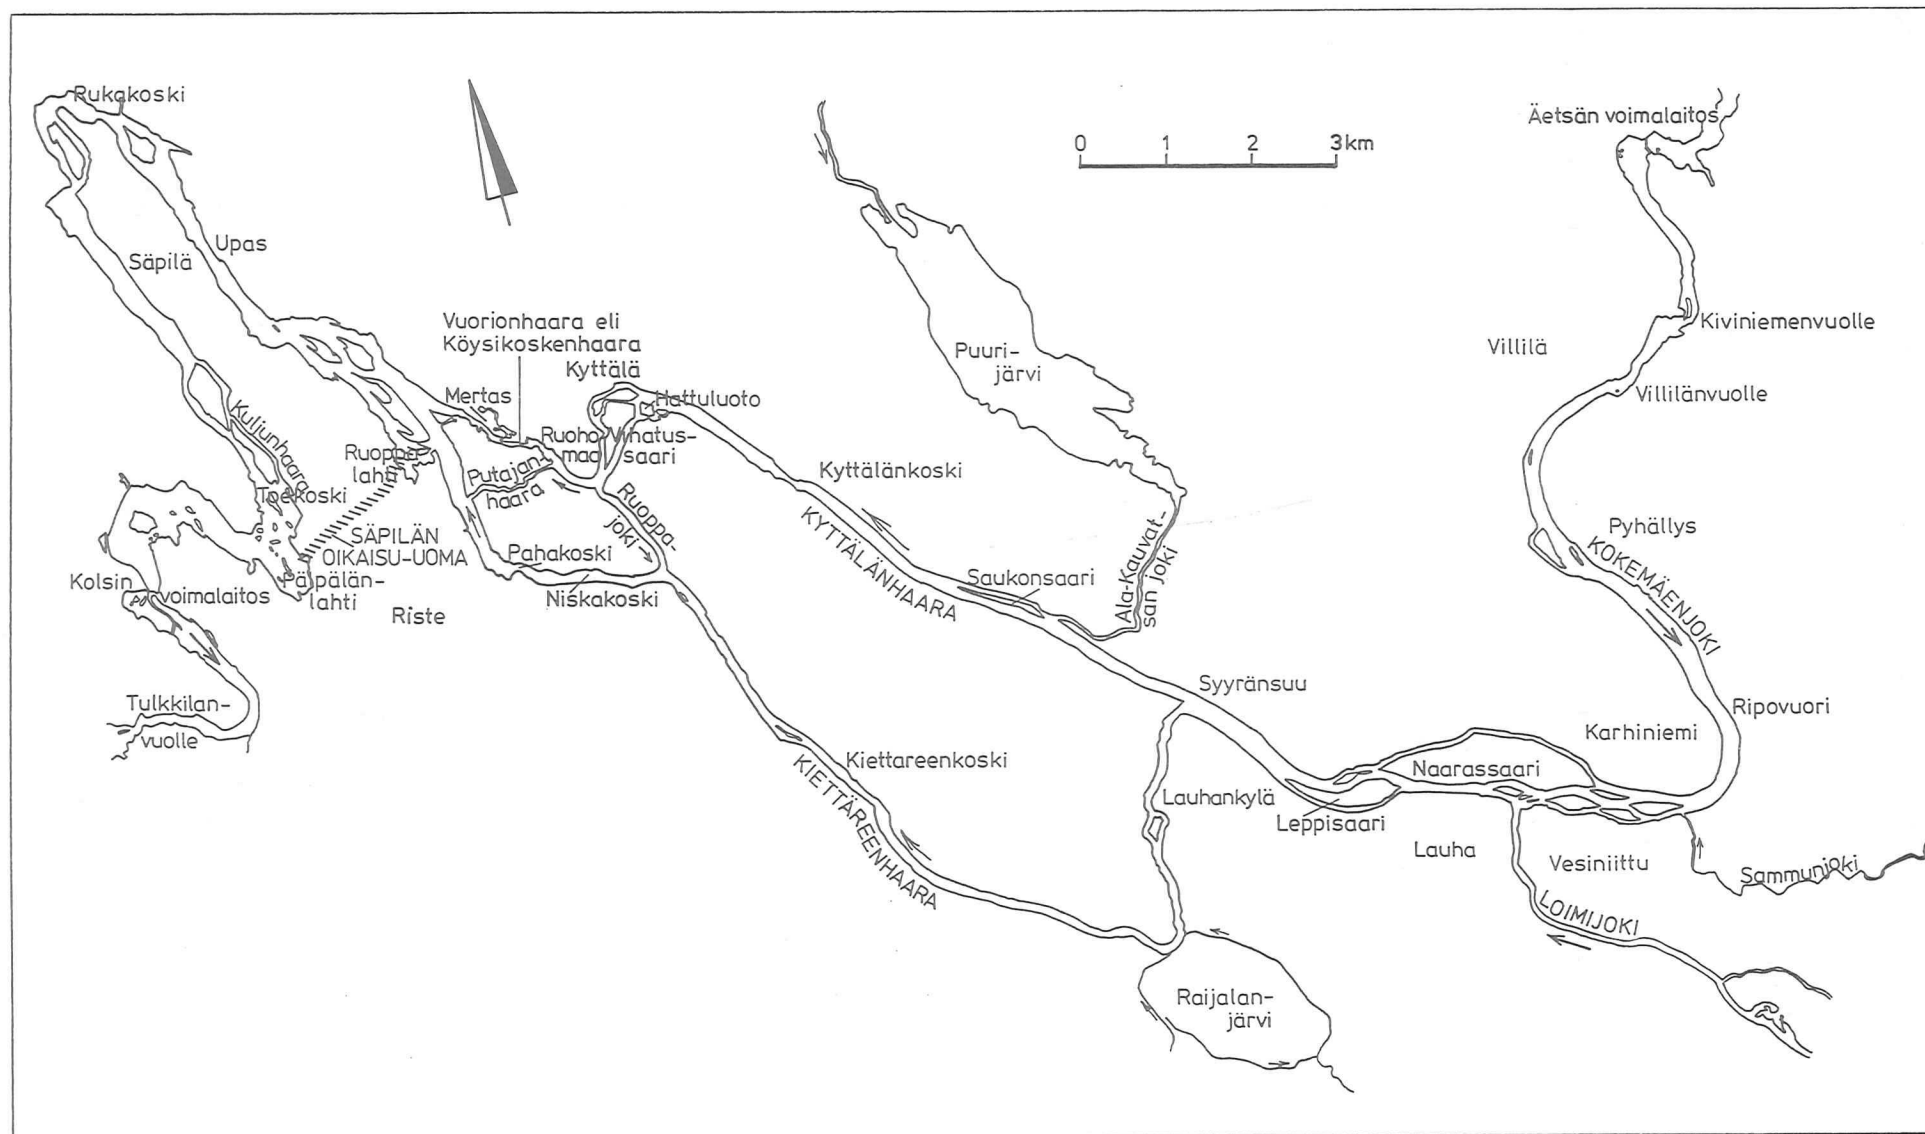 Rukakoski
Äetsän voimalaitos
0 1 2 3km
Upas
Säpilä
Vuorionhaara eli
Köysikoskenhaara
Kyttälä
Mertas
Hattuluoto
Puuri-
järvi
Villilä
Kiviniemenvuolle
Villilänvuolle
Kuljunhaara
Ruoppa-
lahti
Ruoho
maa
Vihatus-
saari
Putajan-
haara
Ruoppa-
joki
Kyttälänkoski
KYTTÄLÄNHAARA
Toekoski
SÄPILÄN
OIKAISU-UOMA
Pälpälän-
lahti
Pahakoski
Niskakoski
Riste
Kolsin voimalaitos
Tulkkilan-
vuolle
Saukonsaari
Ala-Kauvat-
san joki
Pyhällys
KOKEMÄENJOKI
Syyränsuu
Ripovuori
Karhiniemi
Naarassaari
Kiettareenkoski
KIETTÄREENHAARA
Lauhankylä
Leppisaari
Lauha
Vesiniittu
Sammunjoki
LOIMIJOKI
Raijalan-
järvi